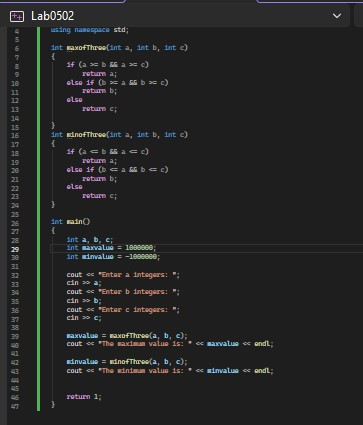 Lab0502
4 using namespace std;
5
6 int maxofThree(int a, int b, int c)
7 {
8 if (a >= b && a >= c)
9 return a;
10 else if (b >= a && b >= c)
11 return b;
12 else
13 return c;
14
15 }
16 int minofThree(int a, int b, int c)
17 {
18 if (a <= b && a <= c)
19 return a;
20 else if (b <= a && b <= c)
21 return b;
22 else
23 return c;
24 }
25
26 int main()
27 {
28 int a, b, c;
29 int maxvalue = 1000000;
30 int minvalue = -1000000;
31
32 cout << "Enter a integers: ";
33 cin >> a;
34 cout << "Enter b integers: ";
35 cin >> b;
36 cout << "Enter c integers: ";
37 cin >> c;
38
39 maxvalue = maxofThree(a, b, c);
40 cout << "The maximum value is: " << maxvalue << endl;
41
42 minvalue = minofThree(a, b, c);
43 cout << "The minimum value is: " << minvalue << endl;
44
45
46 return 1;
47 }